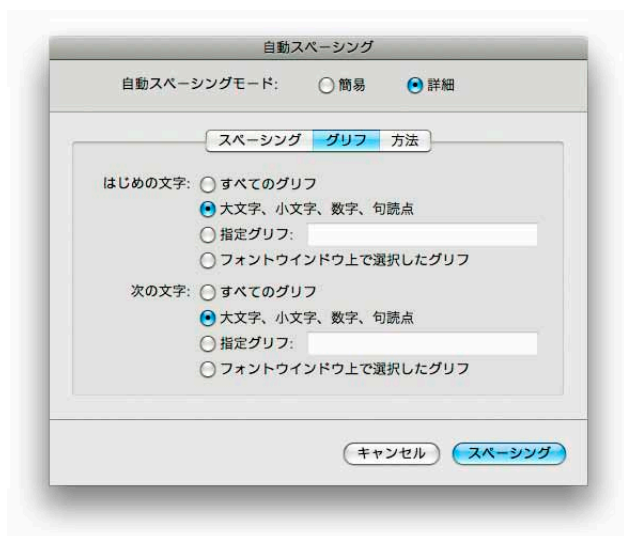 自動スペーシング
自動スペーシングモード: 簡易 詳細
スペーシング グリフ 方法
はじめの文字: すべてのグリフ
大文字、小文字、数字、句読点
指定グリフ:
フォントウインドウ上で選択したグリフ
次の文字: すべてのグリフ
大文字、小文字、数字、句読点
指定グリフ:
フォントウインドウ上で選択したグリフ
キャンセル スペーシング